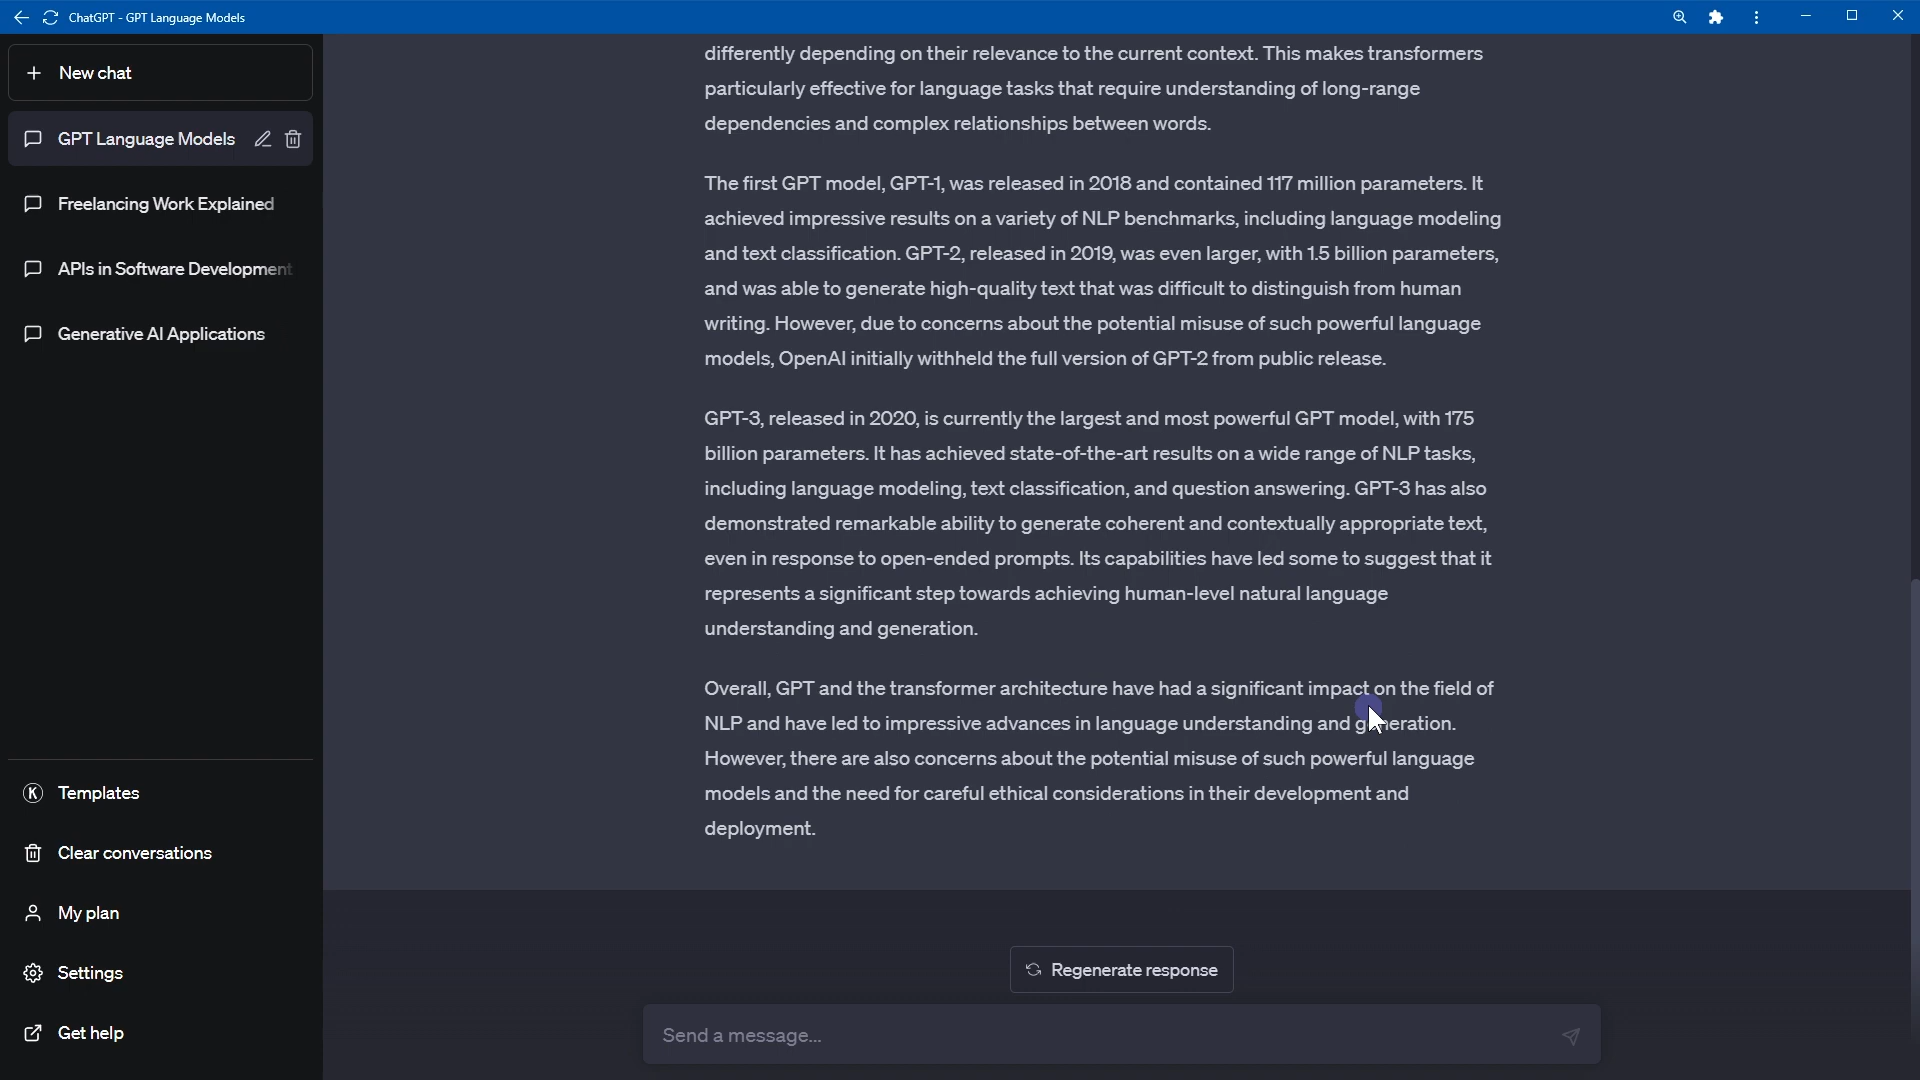 ChatGPT - GPT Language Models
New chat
GPT Language Models
Freelancing Work Explained
APIs in Software Development
Generative AI Applications
Templates
Clear conversations
My plan
Settings
Get help
differently depending on their relevance to the current context. This makes transformers
particularly effective for language tasks that require understanding of long-range
dependencies and complex relationships between words.
The first GPT model, GPT-1, was released in 2018 and contained 117 million parameters. It
achieved impressive results on a variety of NLP benchmarks, including language modeling
and text classification. GPT-2, released in 2019, was even larger, with 1.5 billion parameters,
and was able to generate high-quality text that was difficult to distinguish from human
writing. However, due to concerns about the potential misuse of such powerful language
models, OpenAI initially withheld the full version of GPT-2 from public release.
GPT-3, released in 2020, is currently the largest and most powerful GPT model, with 175
billion parameters. It has achieved state-of-the-art results on a wide range of NLP tasks,
including language modeling, text classification, and question answering. GPT-3 has also
demonstrated remarkable ability to generate coherent and contextually appropriate text,
even in response to open-ended prompts. Its capabilities have led some to suggest that it
represents a significant step towards achieving human-level natural language
understanding and generation.
Overall, GPT and the transformer architecture have had a significant impact on the field of
NLP and have led to impressive advances in language understanding and generation.
However, there are also concerns about the potential misuse of such powerful language
models and the need for careful ethical considerations in their development and
deployment.
Regenerate response
Send a message...